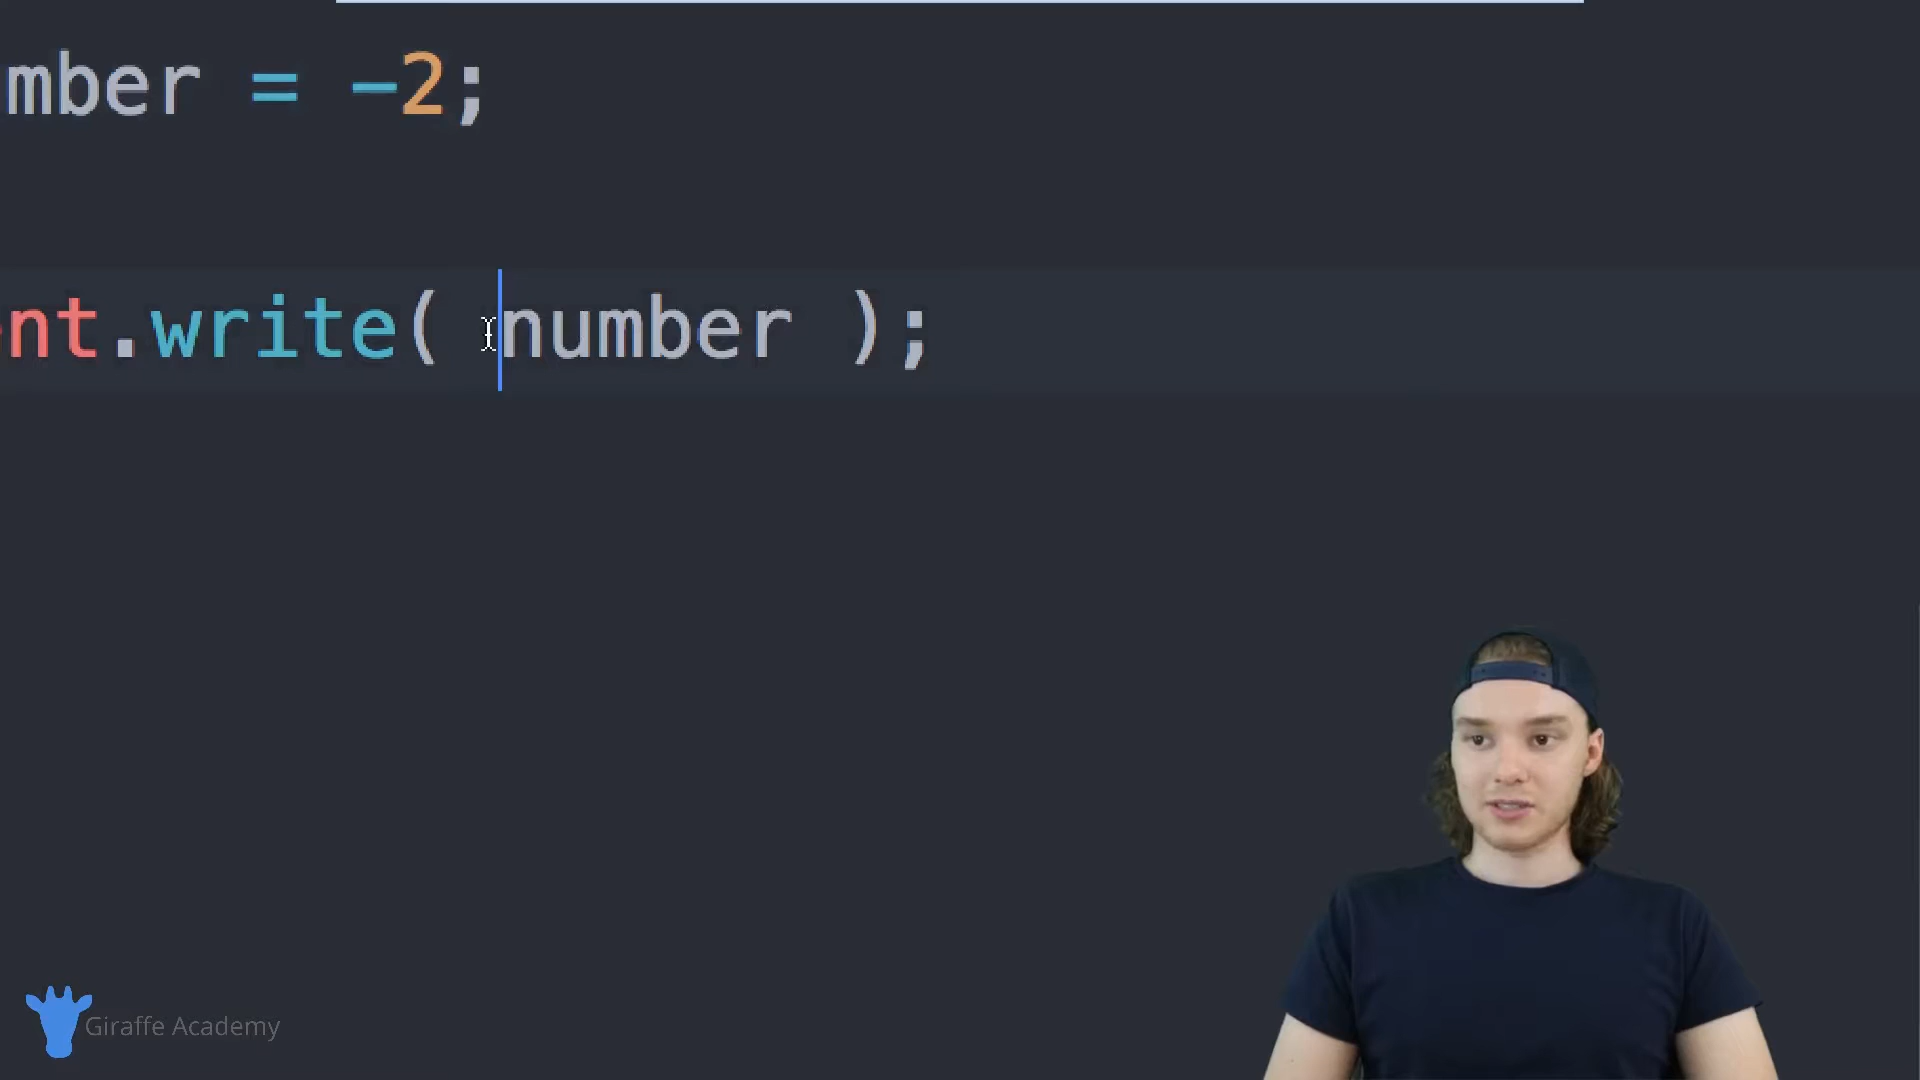 mber = -2;
nt.write( number );
Giraffe Academy